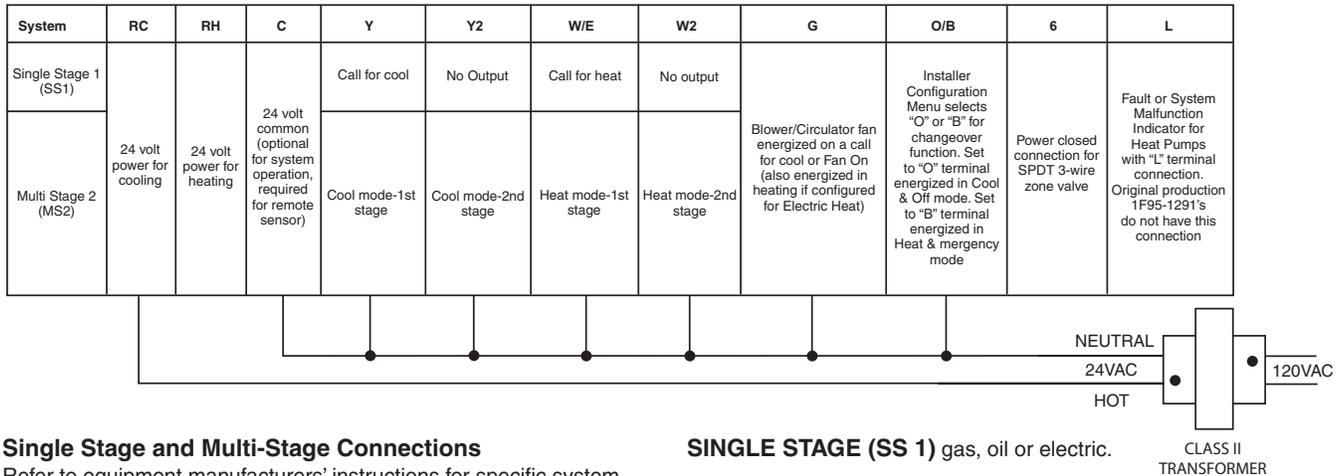 System RC RH C Y Y2 W/E W2 G O/B 6 L
Single Stage 1
(SS1)
Multi Stage 2
(MS2)
24 volt
power for
cooling
24 volt
power for
heating
24 volt
common
(optional
for system
operation,
required
for remote
sensor)
Call for cool
Cool mode-1st
stage
No Output
Cool mode-2nd
stage
Call for heat
Heat mode-1st
stage
No output
Heat mode-2nd
stage
Blower/Circulator fan
energized on a call
for cool or Fan On
(also energized in
heating if configured
for Electric Heat)
Installer
Configuration
Menu selects
“O” or “B” for
changeover
function. Set
to “O” terminal
energized in Cool
& Off mode. Set
to “B” terminal
energized in
Heat & mergency
mode
Power closed
connection for
SPDT 3-wire
zone valve
Fault or System
Malfunction
Indicator for
Heat Pumps
with “L” terminal
connection.
Original production
1F95-1291’s
do not have this
connection
NEUTRAL
24VAC
HOT
120VAC
CLASS II
TRANSFORMER
Single Stage and Multi-Stage Connections
Refer to equipment manufacturers’ instructions for specific system
SINGLE STAGE (SS 1) gas, oil or electric.